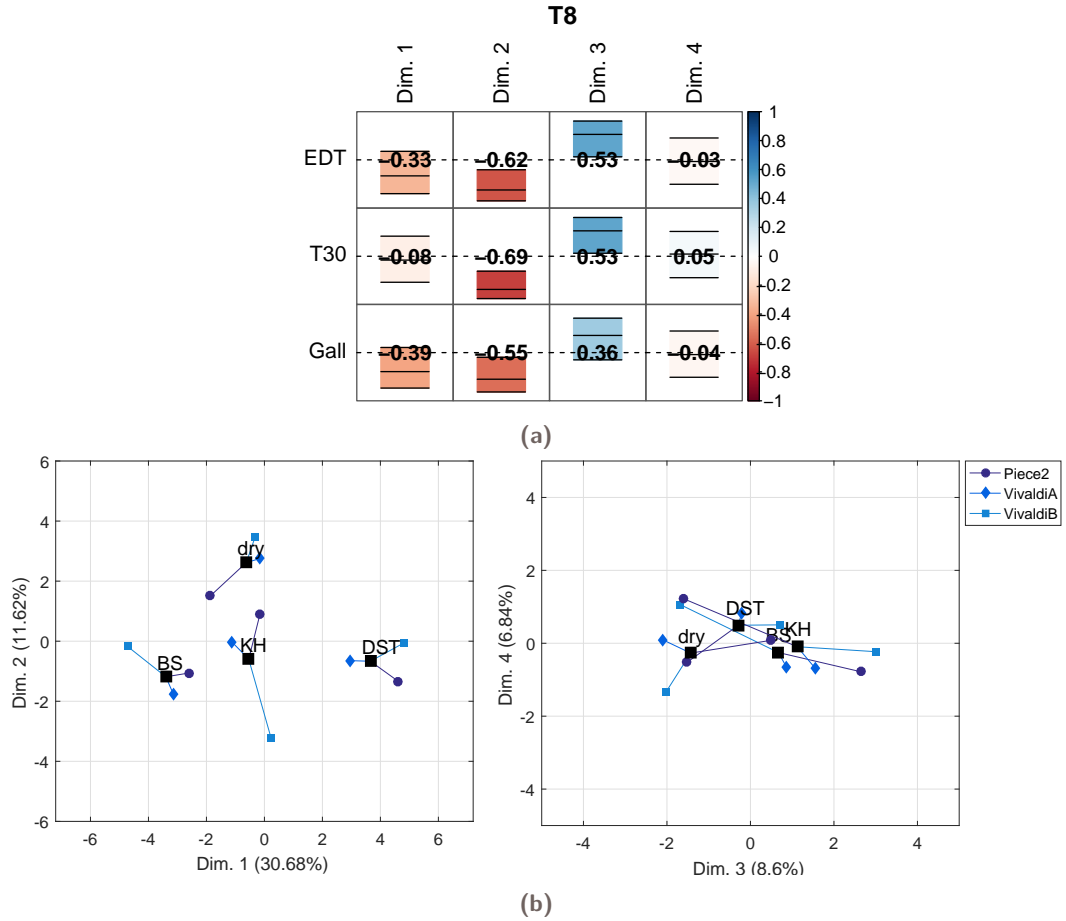 T8
Dim. 1 Dim. 2 Dim. 3 Dim. 4
EDT −0.33 −0.62 0.53 −0.03
T30 −0.08 −0.69 0.53 0.05
Gall −0.39 −0.55 0.36 −0.04
1
0.8
0.6
0.4
0.2
0
−0.2
−0.4
−0.6
−0.8
−1
(a)
6
4
2
0
-2
-4
-6
Dim. 2 (11.62%)
dry
KH
BS
DST
-6 -4 -2 0 2 4 6
Dim. 1 (30.68%)
4
2
0
-2
-4
Dim. 4 (6.84%)
DST
BS
KH
dry
-4 -2 0 2 4
Dim. 3 (8.6%)
Piece2
VivaldiA
VivaldiB
(b)